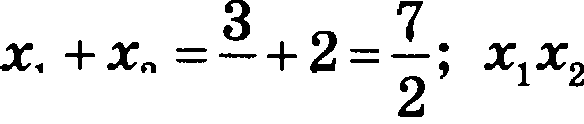 x₁ + x₂ = 3/ + 2 = 7/2; x₁x₂